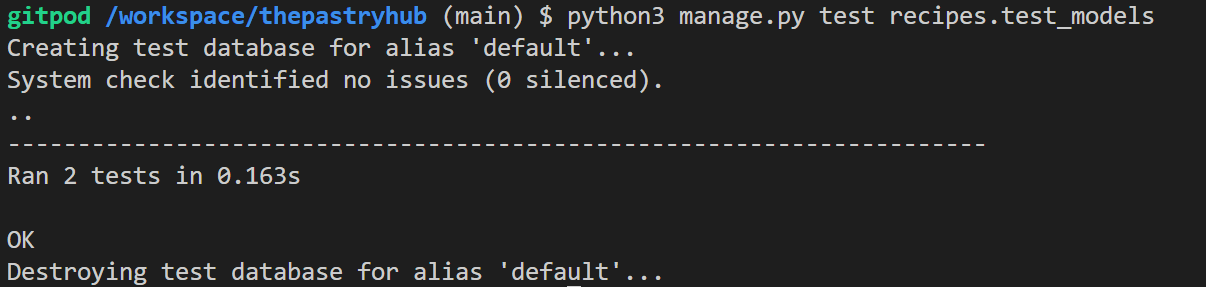 gitpod /workspace/thepastryhub (main) $ python3 manage.py test recipes.test_models
Creating test database for alias 'default'...
System check identified no issues (0 silenced).
..
----------------------------------------------------------------------
Ran 2 tests in 0.163s

OK
Destroying test database for alias 'default'...